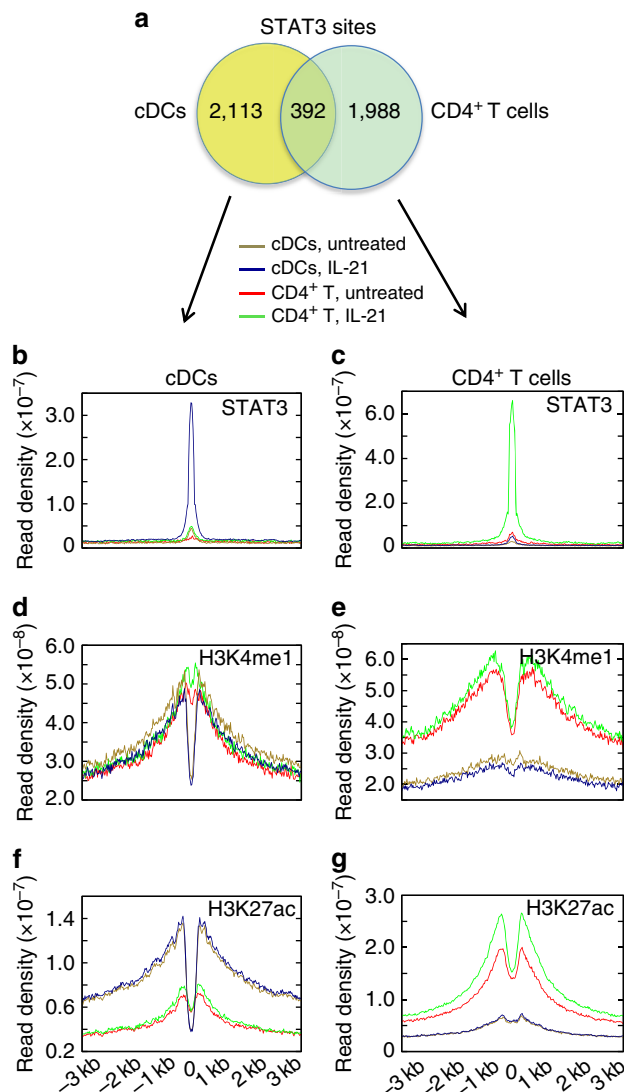 a
STAT3 sites
cDCs
2,113
392
1,988
CD4⁺ T cells
cDCs, untreated
cDCs, IL-21
CD4⁺ T, untreated
CD4⁺ T, IL-21
b
cDCs
STAT3
Read density (×10⁻⁷)
3.0
2.0
1.0
0
c
CD4⁺ T cells
STAT3
Read density (×10⁻⁷)
6.0
4.0
2.0
0
d
H3K4me1
Read density (×10⁻⁸)
6.0
5.0
4.0
3.0
2.0
e
H3K4me1
Read density (×10⁻⁸)
6.0
5.0
4.0
3.0
2.0
f
H3K27ac
Read density (×10⁻⁷)
1.4
1.0
0.6
0.2
−3 kb
−2 kb
−1 kb
0
1 kb
2 kb
3 kb
g
H3K27ac
Read density (×10⁻⁷)
3.0
2.0
1.0
0
−3 kb
−2 kb
−1 kb
0
1 kb
2 kb
3 kb